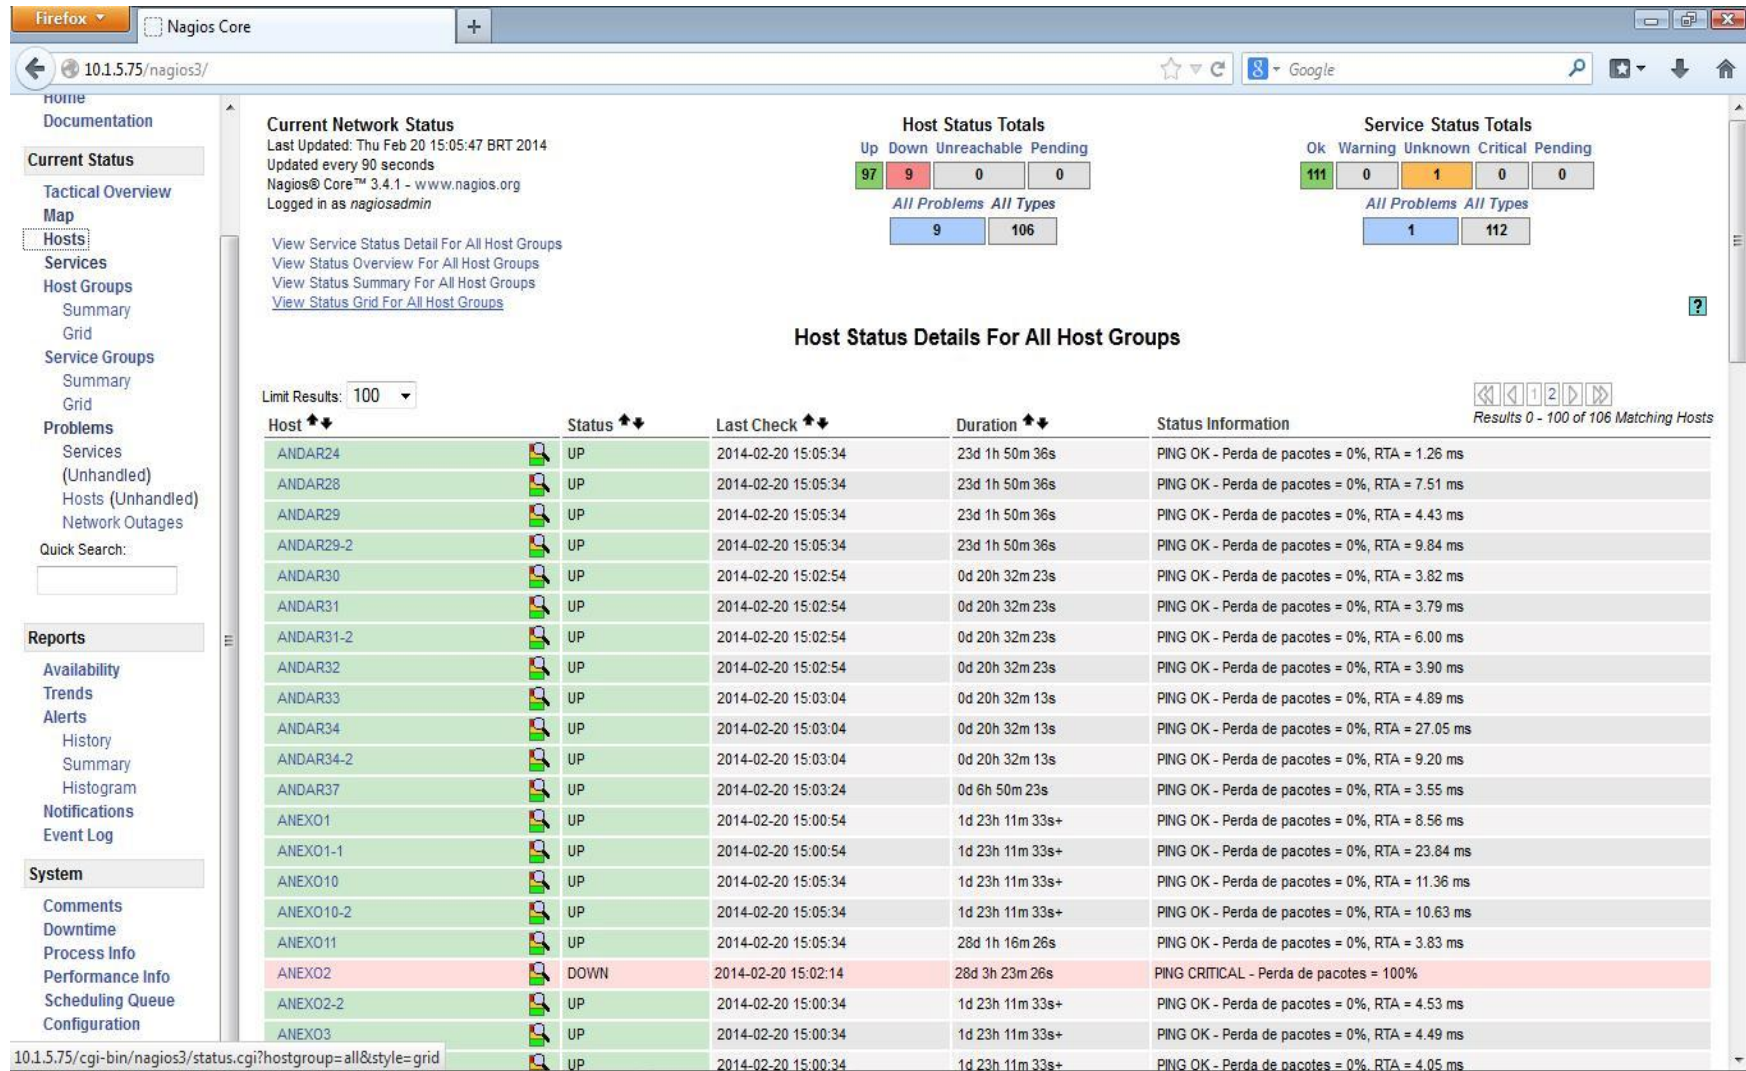 Firefox
Nagios Core
10.1.5.75/nagios3/
Google
Home
Documentation
Current Status
Tactical Overview
Map
Hosts
Services
Host Groups
Summary
Grid
Service Groups
Summary
Grid
Problems
Services
(Unhandled)
Hosts (Unhandled)
Network Outages
Quick Search:
Reports
Availability
Trends
Alerts
History
Summary
Histogram
Notifications
Event Log
System
Comments
Downtime
Process Info
Performance Info
Scheduling Queue
Configuration
10.1.5.75/cgi-bin/nagios3/status.cgi?hostgroup=all&style=grid
Current Network Status
Last Updated: Thu Feb 20 15:05:47 BRT 2014
Updated every 90 seconds
Nagios® Core™ 3.4.1 - www.nagios.org
Logged in as nagiosadmin
View Service Status Detail For All Host Groups
View Status Overview For All Host Groups
View Status Summary For All Host Groups
View Status Grid For All Host Groups
Host Status Totals
Up Down Unreachable Pending
97 9 0 0
All Problems All Types
9 106
Service Status Totals
Ok Warning Unknown Critical Pending
111 0 1 0 0
All Problems All Types
1 112
?
Host Status Details For All Host Groups
Limit Results: 100
1 2
Results 0 - 100 of 106 Matching Hosts
Host Status Last Check Duration Status Information
ANDAR24 UP 2014-02-20 15:05:34 23d 1h 50m 36s PING OK - Perda de pacotes = 0%, RTA = 1.26 ms
ANDAR28 UP 2014-02-20 15:05:34 23d 1h 50m 36s PING OK - Perda de pacotes = 0%, RTA = 7.51 ms
ANDAR29 UP 2014-02-20 15:05:34 23d 1h 50m 36s PING OK - Perda de pacotes = 0%, RTA = 4.43 ms
ANDAR29-2 UP 2014-02-20 15:05:34 23d 1h 50m 36s PING OK - Perda de pacotes = 0%, RTA = 9.84 ms
ANDAR30 UP 2014-02-20 15:02:54 0d 20h 32m 23s PING OK - Perda de pacotes = 0%, RTA = 3.82 ms
ANDAR31 UP 2014-02-20 15:02:54 0d 20h 32m 23s PING OK - Perda de pacotes = 0%, RTA = 3.79 ms
ANDAR31-2 UP 2014-02-20 15:02:54 0d 20h 32m 23s PING OK - Perda de pacotes = 0%, RTA = 6.00 ms
ANDAR32 UP 2014-02-20 15:02:54 0d 20h 32m 23s PING OK - Perda de pacotes = 0%, RTA = 3.90 ms
ANDAR33 UP 2014-02-20 15:03:04 0d 20h 32m 13s PING OK - Perda de pacotes = 0%, RTA = 4.89 ms
ANDAR34 UP 2014-02-20 15:03:04 0d 20h 32m 13s PING OK - Perda de pacotes = 0%, RTA = 27.05 ms
ANDAR34-2 UP 2014-02-20 15:03:04 0d 20h 32m 13s PING OK - Perda de pacotes = 0%, RTA = 9.20 ms
ANDAR37 UP 2014-02-20 15:03:24 0d 6h 50m 23s PING OK - Perda de pacotes = 0%, RTA = 3.55 ms
ANEXO1 UP 2014-02-20 15:00:54 1d 23h 11m 33s+ PING OK - Perda de pacotes = 0%, RTA = 8.56 ms
ANEXO1-1 UP 2014-02-20 15:00:54 1d 23h 11m 33s+ PING OK - Perda de pacotes = 0%, RTA = 23.84 ms
ANEXO10 UP 2014-02-20 15:05:34 1d 23h 11m 33s+ PING OK - Perda de pacotes = 0%, RTA = 11.36 ms
ANEXO10-2 UP 2014-02-20 15:05:34 1d 23h 11m 33s+ PING OK - Perda de pacotes = 0%, RTA = 10.63 ms
ANEXO11 UP 2014-02-20 15:05:34 28d 1h 16m 26s PING OK - Perda de pacotes = 0%, RTA = 3.83 ms
ANEXO2 DOWN 2014-02-20 15:02:14 28d 3h 23m 26s PING CRITICAL - Perda de pacotes = 100%
ANEXO2-2 UP 2014-02-20 15:00:34 1d 23h 11m 33s+ PING OK - Perda de pacotes = 0%, RTA = 4.53 ms
ANEXO3 UP 2014-02-20 15:00:34 1d 23h 11m 33s+ PING OK - Perda de pacotes = 0%, RTA = 4.49 ms
UP 2014-02-20 15:00:34 1d 23h 11m 33s+ PING OK - Perda de pacotes = 0%, RTA = 4.05 ms